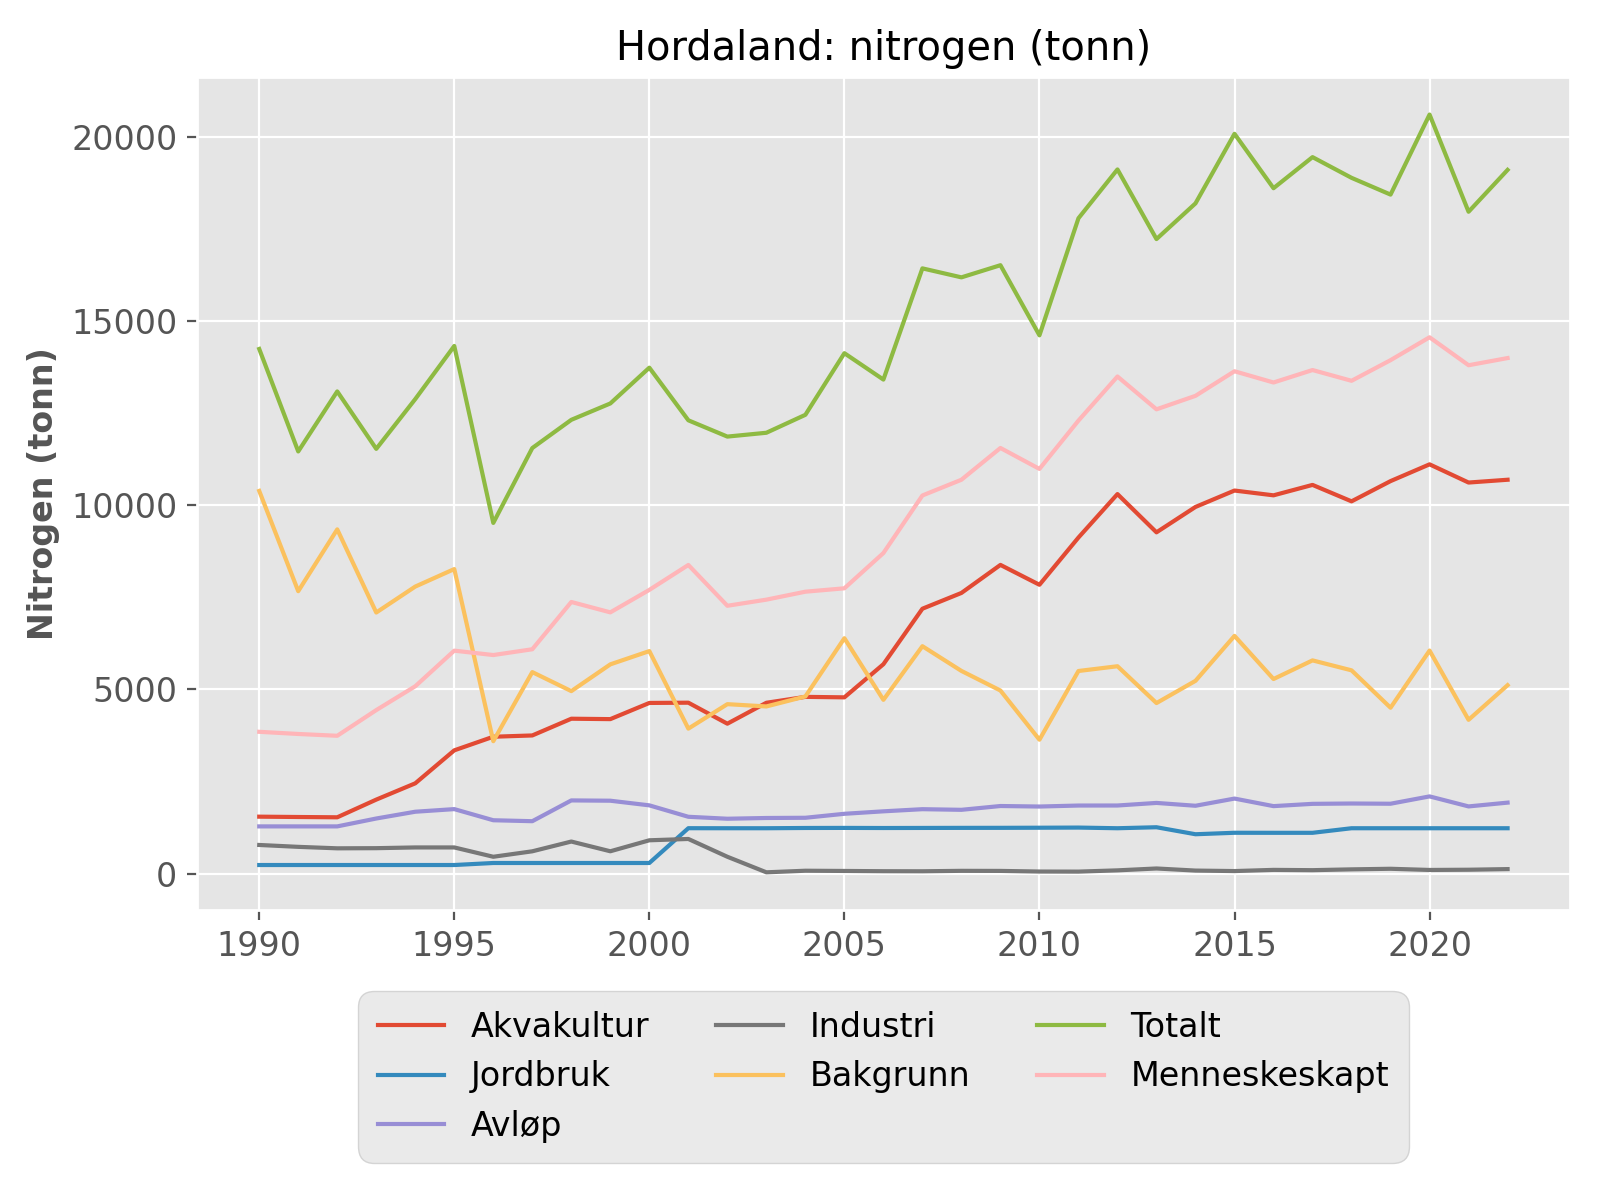 Hordaland: nitrogen (tonn)
Nitrogen (tonn)
20000
15000
10000
5000
0
1990 1995 2000 2005 2010 2015 2020
Akvakultur Industri Totalt
Jordbruk Bakgrunn Menneskeskapt
Avløp